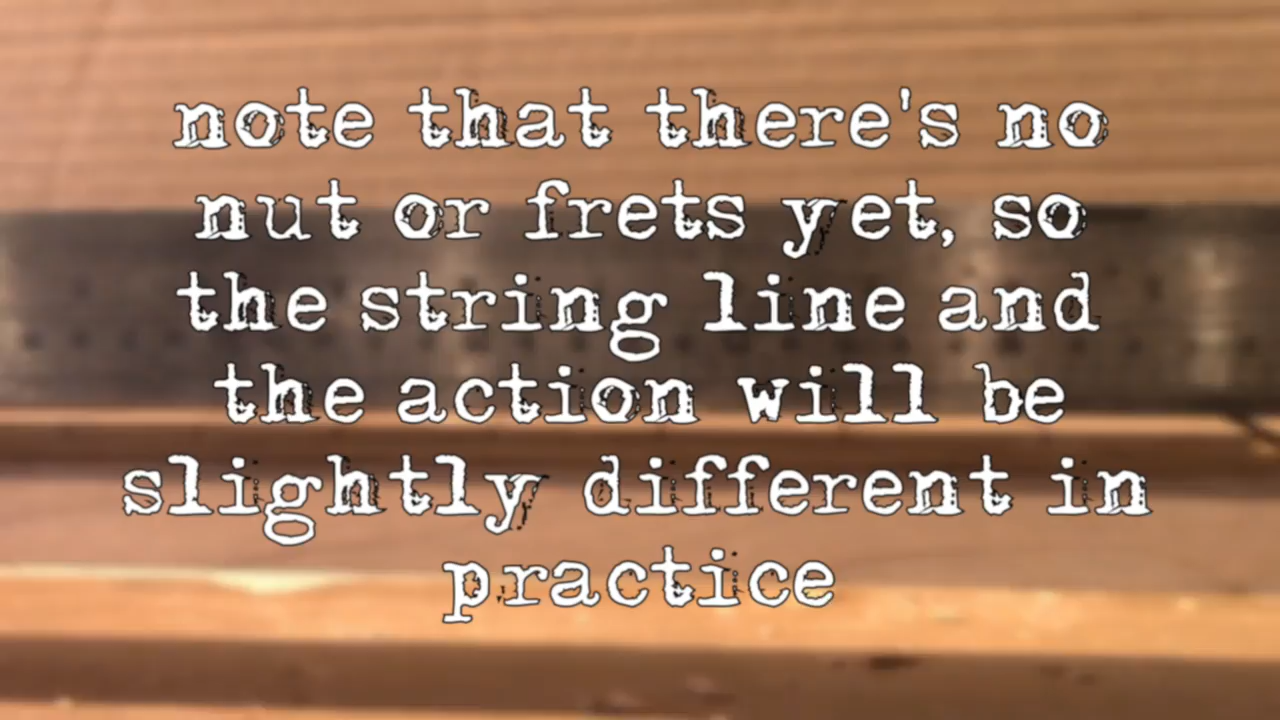 note that there's no
nut or frets yet, so
the string line and
the action will be
slightly different in
practice